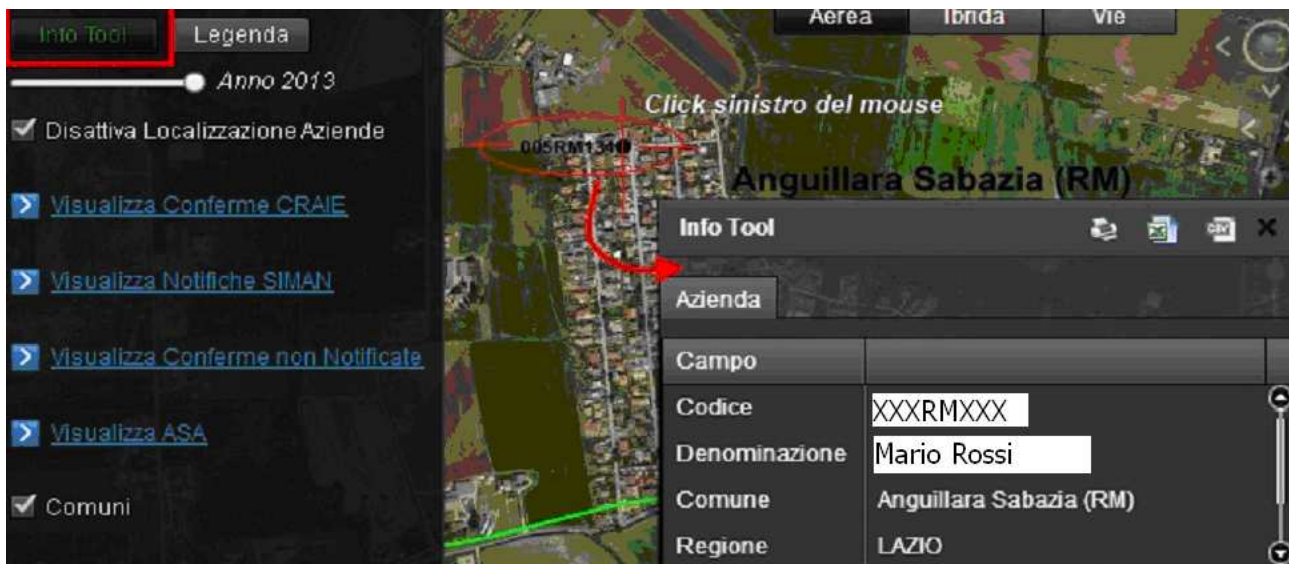 Info Tool
Legenda
Anno 2013
Disattiva Localizzazione Aziende
Visualizza Conferme CRAIE
Visualizza Notifiche SIMAN
Visualizza Conferme non Notificate
Visualizza ASA
Comuni
Aerea
Ibrida
Vie
Click sinistro del mouse
Anguillara Sabazia (RM)
Info Tool
CSV
Azienda
Campo
Codice XXXRMXXX
Denominazione Mario Rossi
Comune Anguillara Sabazia (RM)
Regione LAZIO